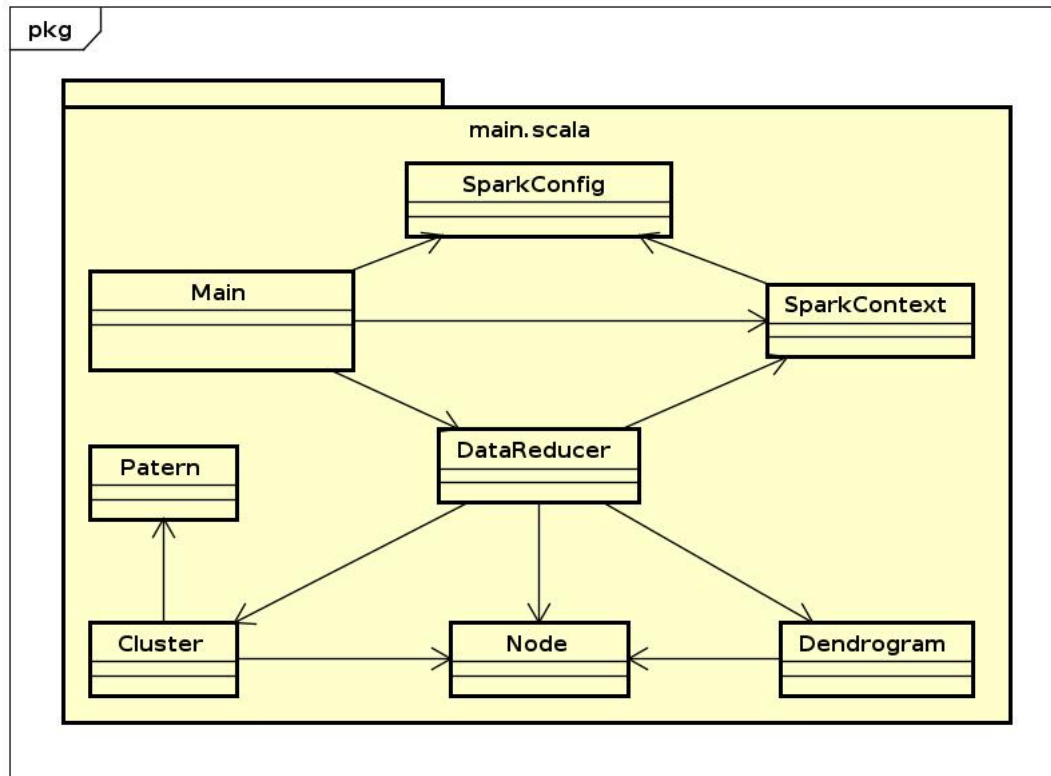 pkg
main.scala
SparkConfig
Main
SparkContext
DataReducer
Patern
Cluster
Node
Dendrogram